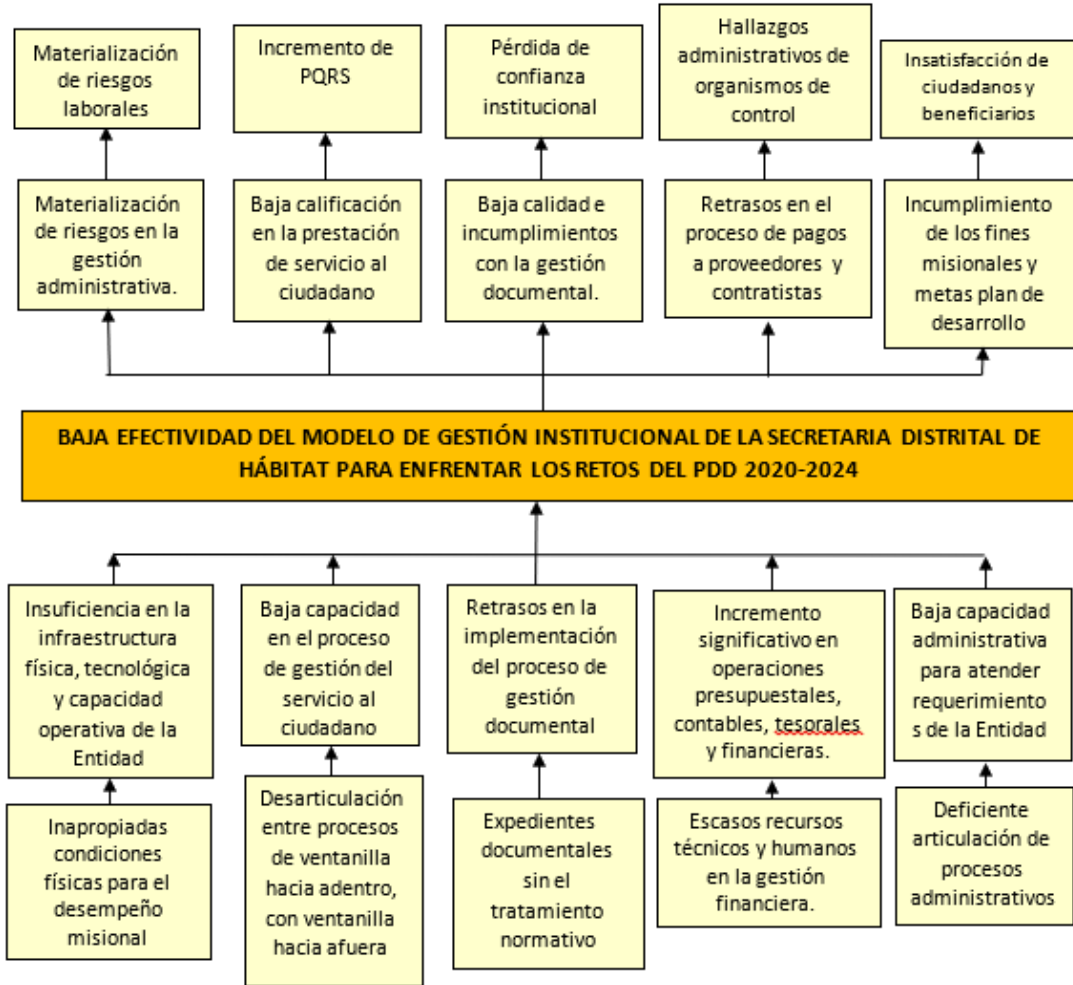 Materialización
de riesgos
laborales
Incremento de
PQRS
Pérdida de
confianza
institucional
Hallazgos
administrativos de
organismos de
control
Insatisfacción de
ciudadanos y
beneficiarios
Materialización
de riesgos en la
gestión
administrativa.
Baja calificación
en la prestación
de servicio al
ciudadano
Baja calidad e
incumplimientos
con la gestión
documental.
Retrasos en el
proceso de pagos
a proveedores y
contratistas
Incumplimiento
de los fines
misionales y
metas plan de
desarrollo
BAJA EFECTIVIDAD DEL MODELO DE GESTIÓN INSTITUCIONAL DE LA SECRETARIA DISTRITAL DE
HÁBITAT PARA ENFRENTAR LOS RETOS DEL PDD 2020-2024
Insuficiencia en la
infraestructura
física, tecnológica
y capacidad
operativa de la
Entidad
Baja capacidad
en el proceso
de gestión del
servicio al
ciudadano
Retrasos en la
implementación
del proceso de
gestión
documental
Incremento
significativo en
operaciones
presupuestales,
contables, tesorales
y financieras.
Baja capacidad
administrativa
para atender
requerimiento
s de la Entidad
Inapropiadas
condiciones
físicas para el
desempeño
misional
Desarticulación
entre procesos
de ventanilla
hacia adentro,
con ventanilla
hacia afuera
Expedientes
documentales
sin el
tratamiento
normativo
Escasos recursos
técnicos y humanos
en la gestión
financiera.
Deficiente
articulación de
procesos
administrativos